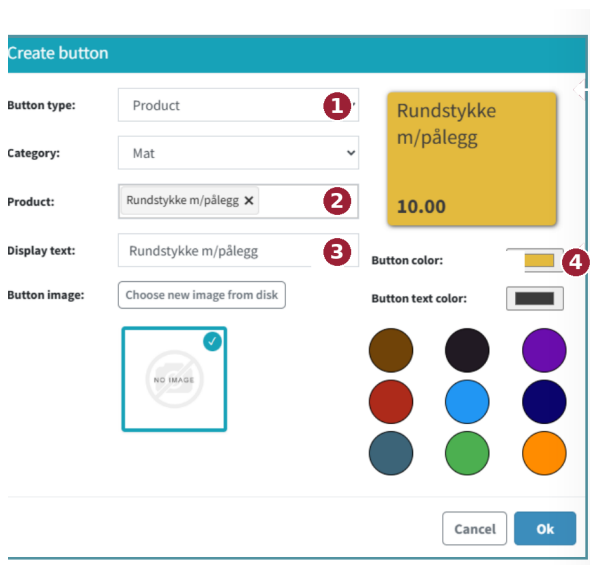 Create button
Button type: Product 1
Category: Mat
Product: Rundstykke m/pålegg × 2
Display text: Rundstykke m/pålegg 3
Button image: Choose new image from disk
NO IMAGE
Rundstykke
m/pålegg
10.00
Button color: 4
Button text color:
Cancel Ok